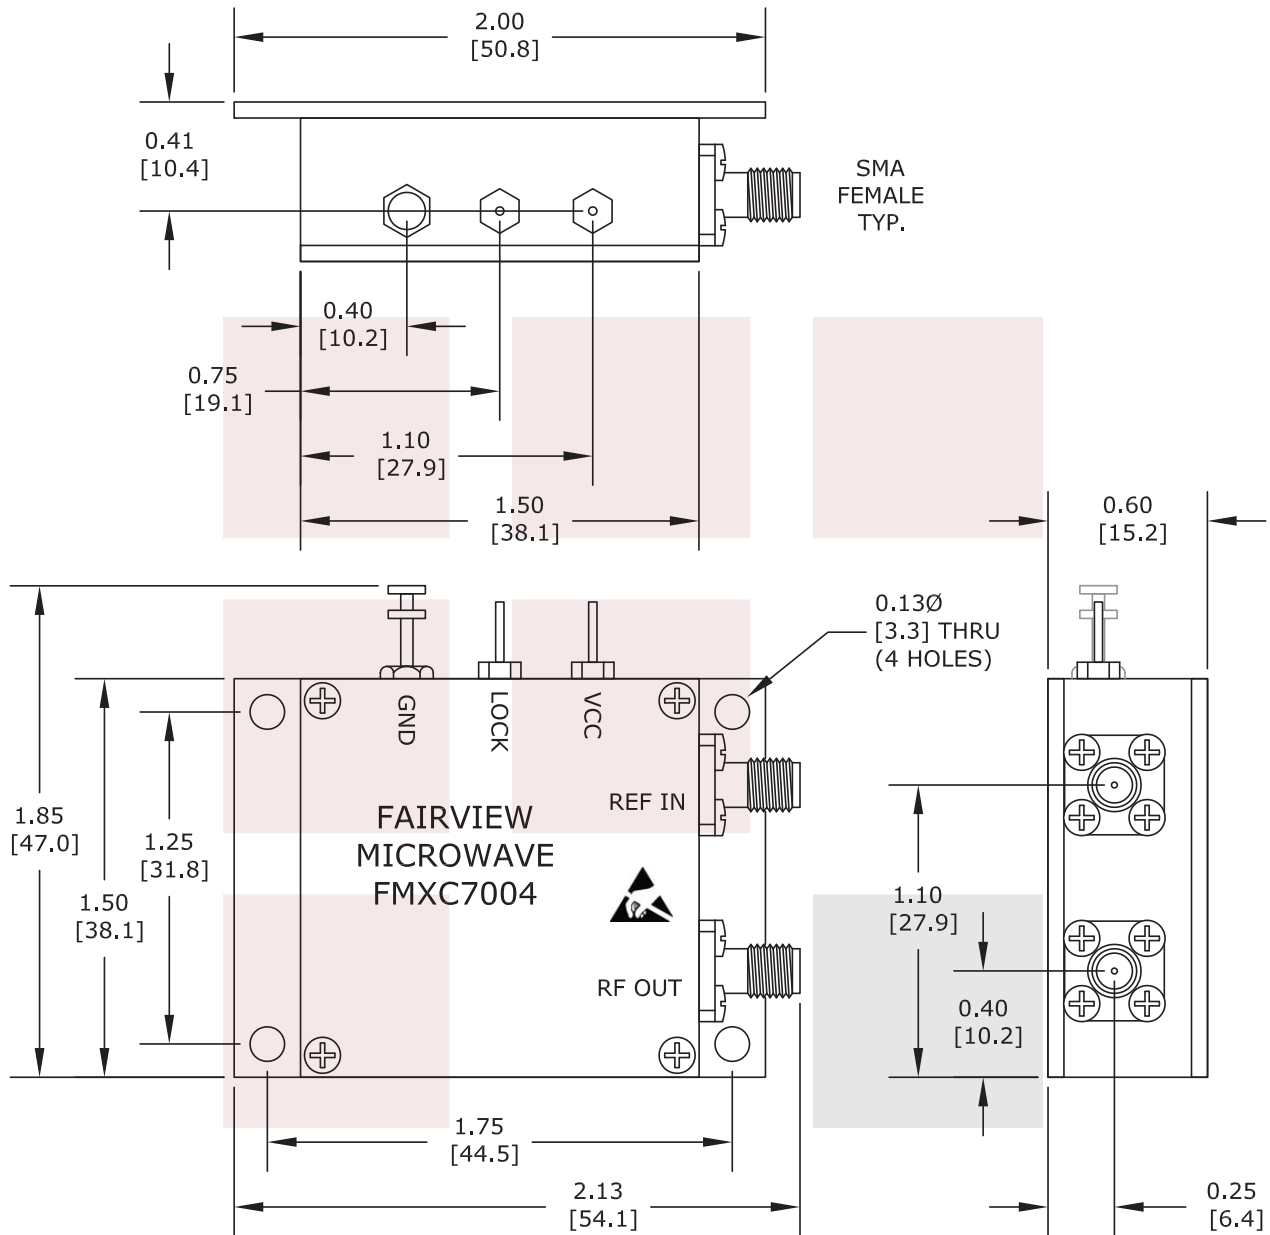 2.00
[50.8]
0.41
[10.4]
SMA
FEMALE
TYP.
0.40
[10.2]
0.75
[19.1]
1.10
[27.9]
1.50
[38.1]
0.60
[15.2]
0.13Ø
[3.3] THRU
(4 HOLES)
GND
LOCK
VCC
REF IN
1.85
[47.0]
1.25
[31.8]
1.50
[38.1]
FAIRVIEW
MICROWAVE
FMXC7004
RF OUT
1.10
[27.9]
0.40
[10.2]
1.75
[44.5]
2.13
[54.1]
0.25
[6.4]